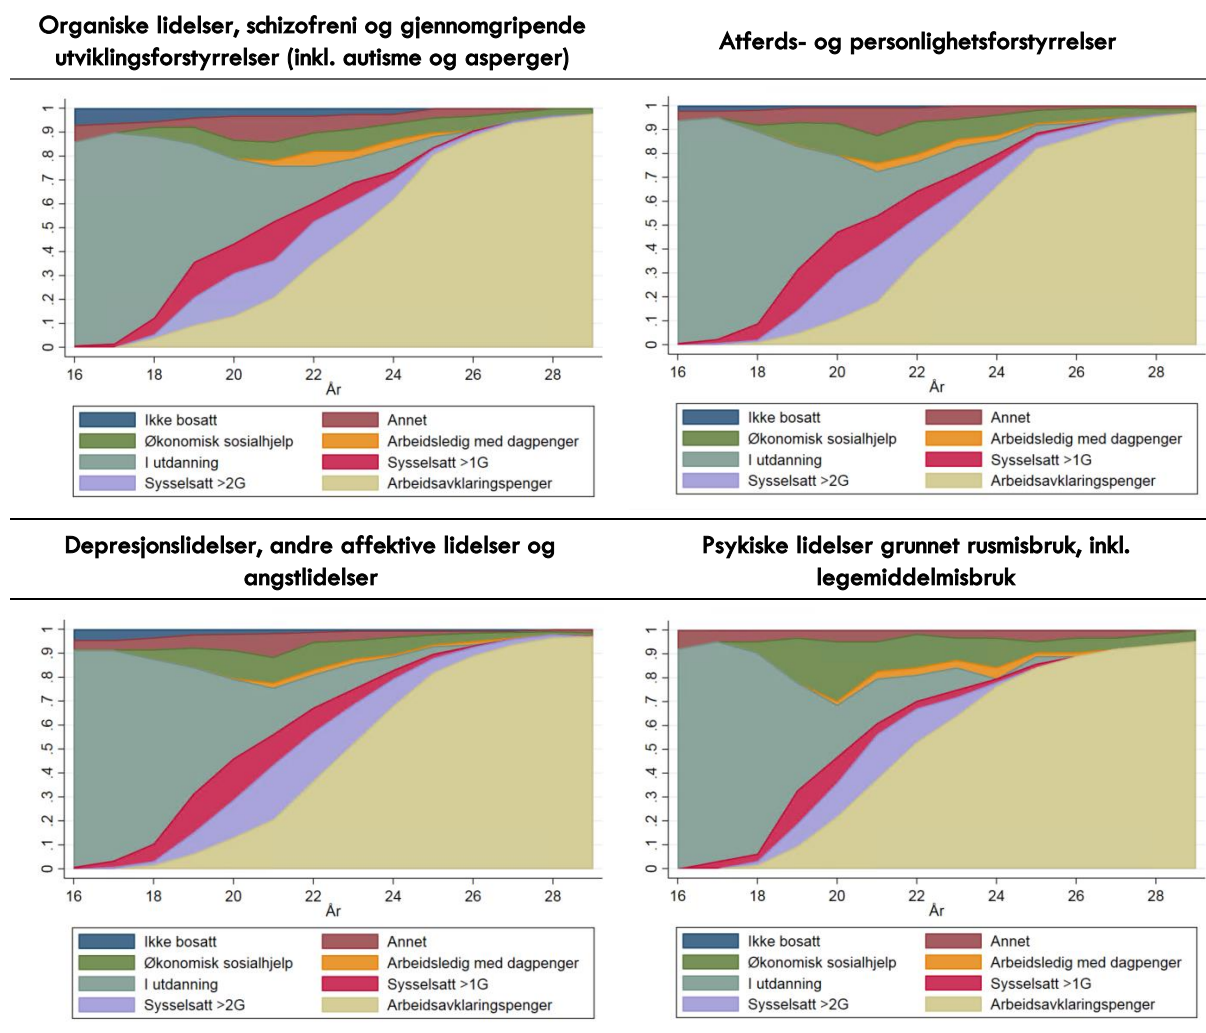 Organiske lidelser, schizofreni og gjennomgripende
utviklingsforstyrrelser (inkl. autisme og asperger)
1
.9
.8
.7
.6
.5
.4
.3
.2
.1
0
16 18 20 22 24 26 28
År
Ikke bosatt Annet
Økonomisk sosialhjelp Arbeidsledig med dagpenger
I utdanning Sysselsatt >1G
Sysselsatt >2G Arbeidsavklaringspenger
Atferds- og personlighetsforstyrrelser
1
.9
.8
.7
.6
.5
.4
.3
.2
.1
0
16 18 20 22 24 26 28
År
Ikke bosatt Annet
Økonomisk sosialhjelp Arbeidsledig med dagpenger
I utdanning Sysselsatt >1G
Sysselsatt >2G Arbeidsavklaringspenger
Depresjonslidelser, andre affektive lidelser og
angstlidelser
1
.9
.8
.7
.6
.5
.4
.3
.2
.1
0
16 18 20 22 24 26 28
År
Ikke bosatt Annet
Økonomisk sosialhjelp Arbeidsledig med dagpenger
I utdanning Sysselsatt >1G
Sysselsatt >2G Arbeidsavklaringspenger
Psykiske lidelser grunnet rusmisbruk, inkl.
legemiddelmisbruk
1
.9
.8
.7
.6
.5
.4
.3
.2
.1
0
16 18 20 22 24 26 28
År
Ikke bosatt Annet
Økonomisk sosialhjelp Arbeidsledig med dagpenger
I utdanning Sysselsatt >1G
Sysselsatt >2G Arbeidsavklaringspenger